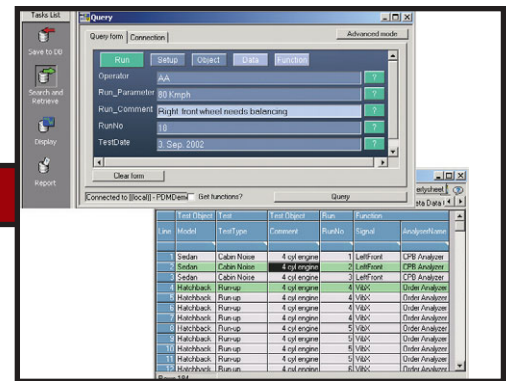 Tasks List
Save to DB
Search and
Retrieve
Display
Report
Query
Query form
Connection
Advanced mode
Run
Setup
Object
Data
Function
Operator
AA
?
Run_Parameter
80 Kmph
?
Run_Comment
Right front wheel needs balancing
?
RunNo
10
?
TestDate
3. Sep. 2002
?
Clear form
Connected to [(local)] - PDMDem
Get functions?
Query
Test Object Test Test Object Run Function
Line Model TestType Comment RunNo Signal AnalyserName
1 Sedan Cabin Noise 4 cyl engine 1 LeftFront CPB Analyzer
2 Sedan Cabin Noise 4 cyl engine 2 LeftFront CPB Analyzer
3 Sedan Cabin Noise 4 cyl engine 3 LeftFront CPB Analyzer
4 Hatchback Run-up 4 cyl engine 4 VibX Order Analyzer
5 Hatchback Run-up 4 cyl engine 4 VibX Order Analyzer
6 Hatchback Run-up 4 cyl engine 4 VibX Order Analyzer
7 Hatchback Run-up 4 cyl engine 4 VibX Order Analyzer
8 Hatchback Run-up 4 cyl engine 5 VibX Order Analyzer
9 Hatchback Run-up 4 cyl engine 5 VibX Order Analyzer
10 Hatchback Run-up 4 cyl engine 5 VibX Order Analyzer
11 Hatchback Run-up 4 cyl engine 5 VibX Order Analyzer
12 Hatchback Run-up 4 cyl engine 6 VibX Order Analyzer